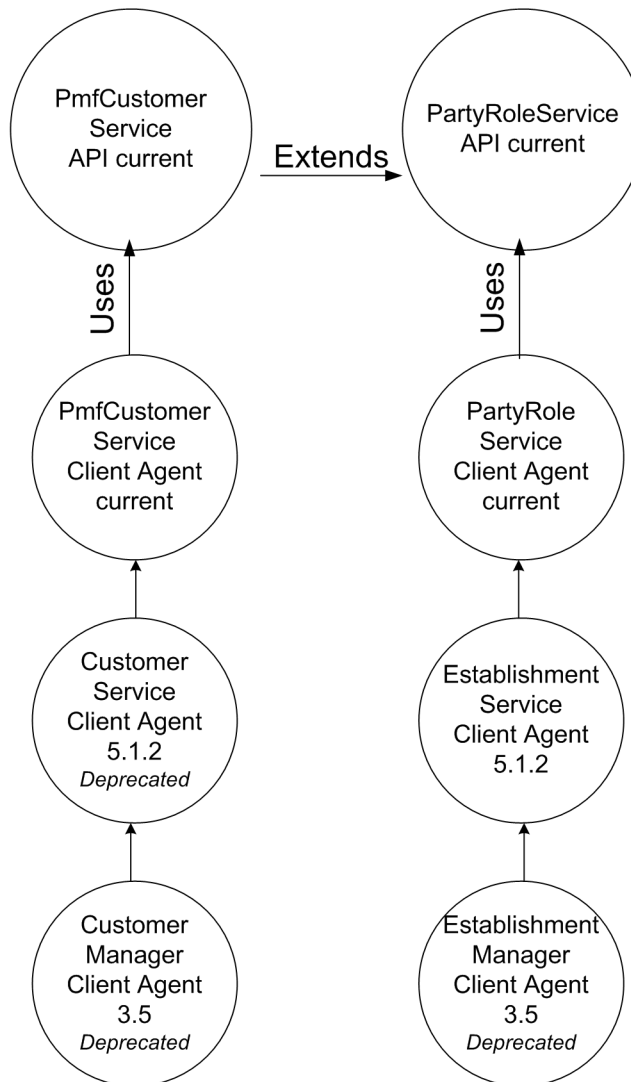 PmfCustomer
Service
API current
PartyRoleService
API current
Extends
Uses
Uses
PmfCustomer
Service
Client Agent
current
PartyRole
Service
Client Agent
current
Customer
Service
Client Agent
5.1.2
Deprecated
Establishment
Service
Client Agent
5.1.2
Customer
Manager
Client Agent
3.5
Deprecated
Establishment
Manager
Client Agent
3.5
Deprecated